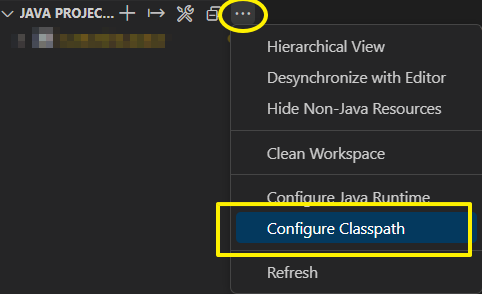 JAVA PROJEC...
Hierarchical View
Desynchronize with Editor
Hide Non-Java Resources
Clean Workspace
Configure Java Runtime
Configure Classpath
Refresh